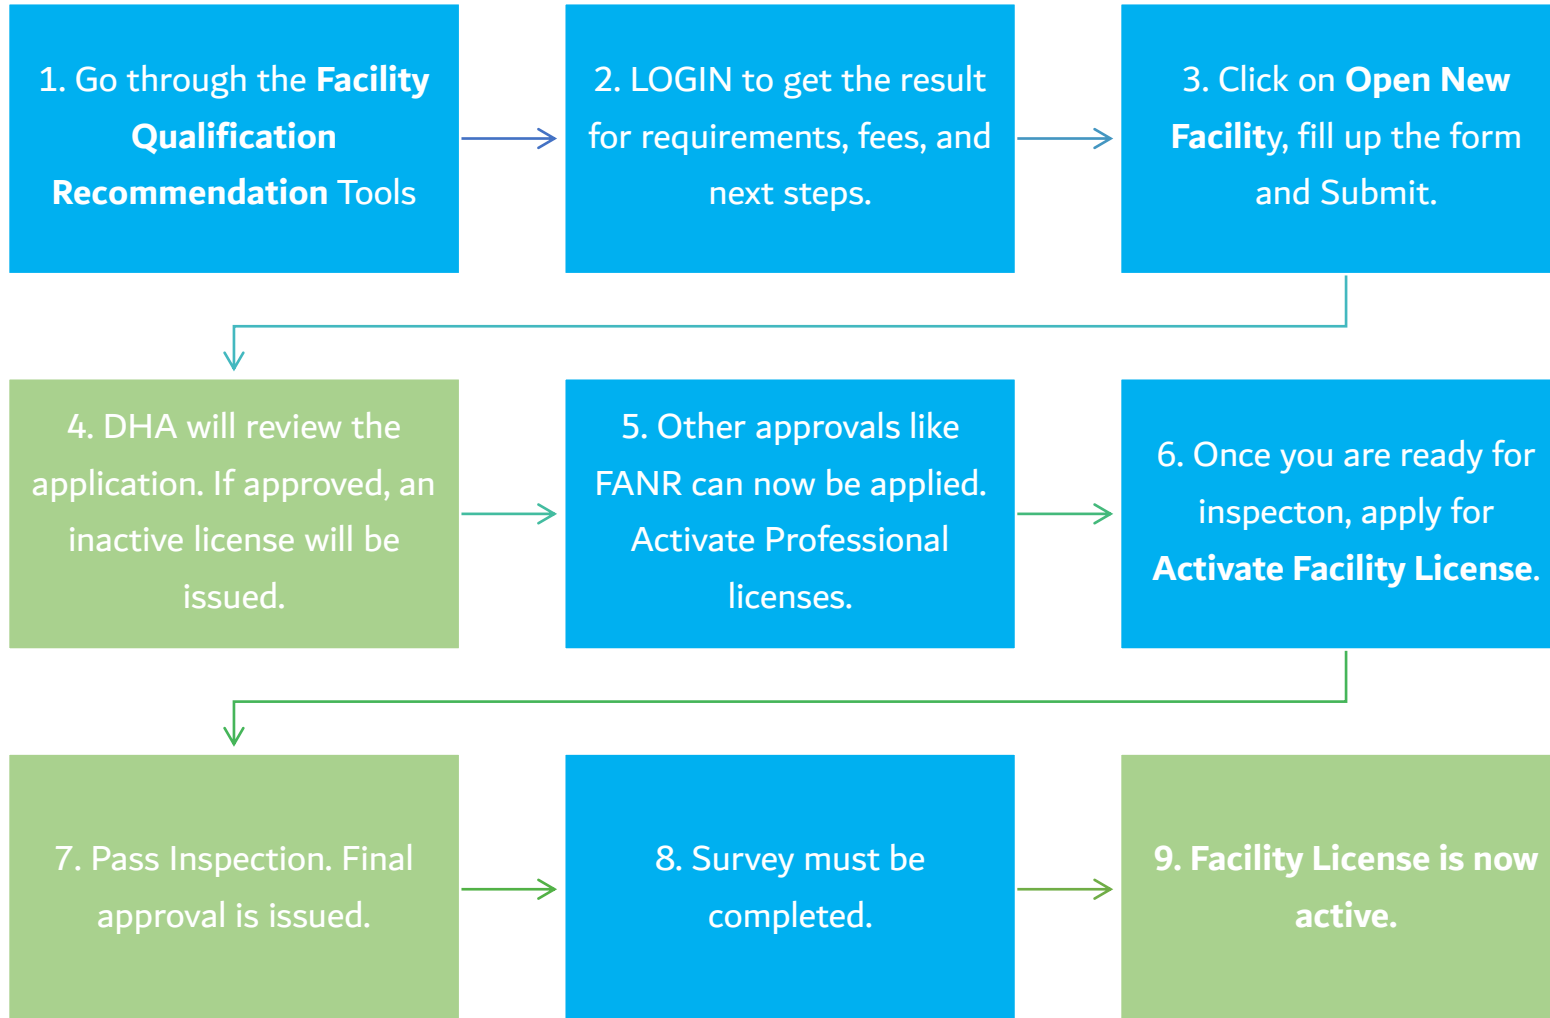 1. Go through the Facility
Qualification
Recommendation Tools
2. LOGIN to get the result
for requirements, fees, and
next steps.
3. Click on Open New
Facility, fill up the form
and Submit.
4. DHA will review the
application. If approved, an
inactive license will be
issued.
5. Other approvals like
FANR can now be applied.
Activate Professional
licenses.
6. Once you are ready for
inspecton, apply for
Activate Facility License.
7. Pass Inspection. Final
approval is issued.
8. Survey must be
completed.
9. Facility License is now
active.